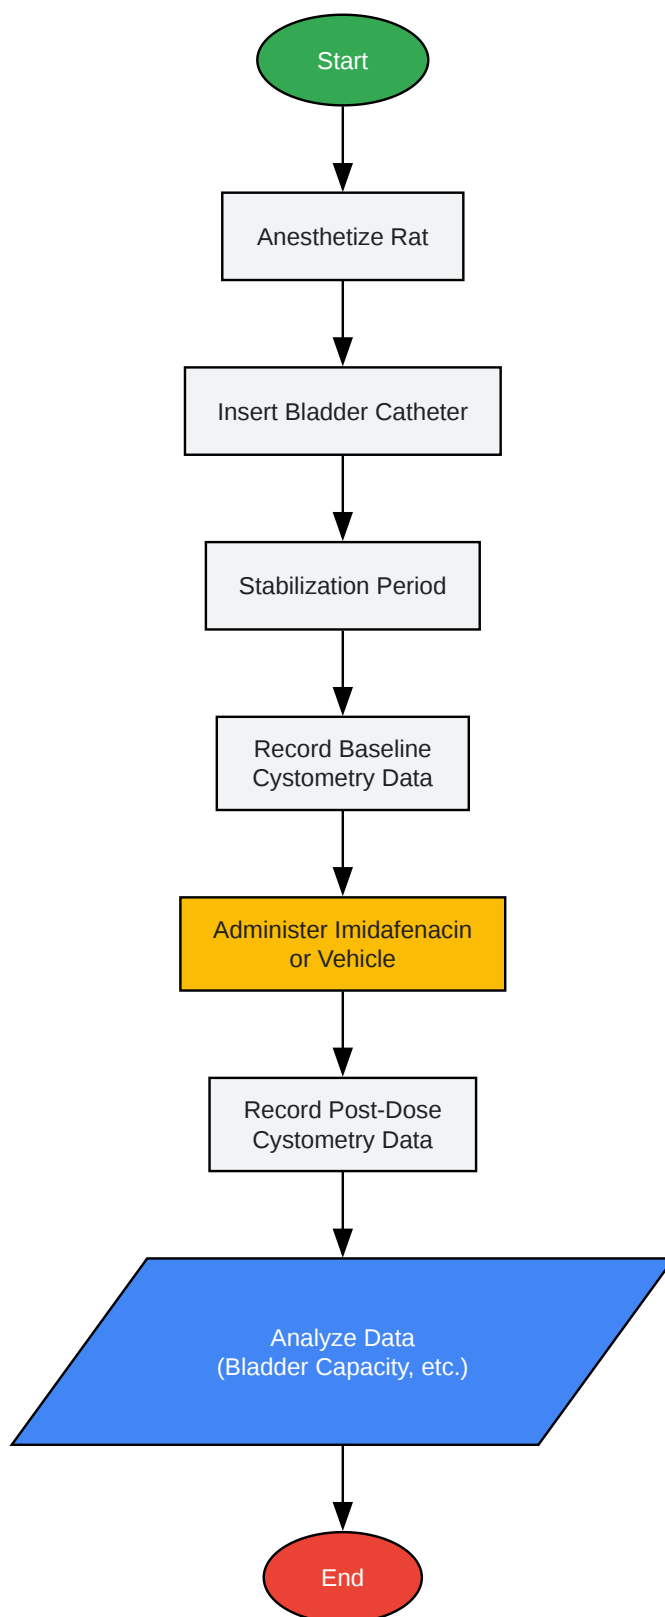 Start
Anesthetize Rat
Insert Bladder Catheter
Stabilization Period
Record Baseline
Cystometry Data
Administer Imidafenacin
or Vehicle
Record Post-Dose
Cystometry Data
Analyze Data
(Bladder Capacity, etc.)
End